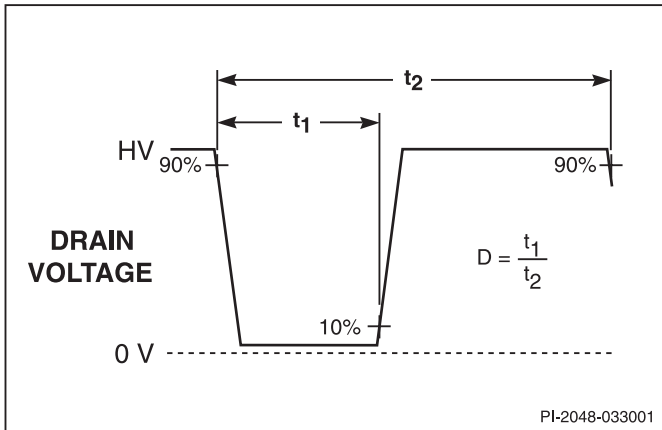 t2
t1
HV
90%
90%
DRAIN
VOLTAGE
D = t1/t2
10%
0 V
PI-2048-033001